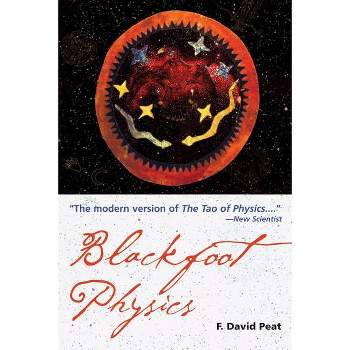 "The modern version of The Tao of Physics...."
—New Scientist
Blackfoot
Physics
F. David Peat